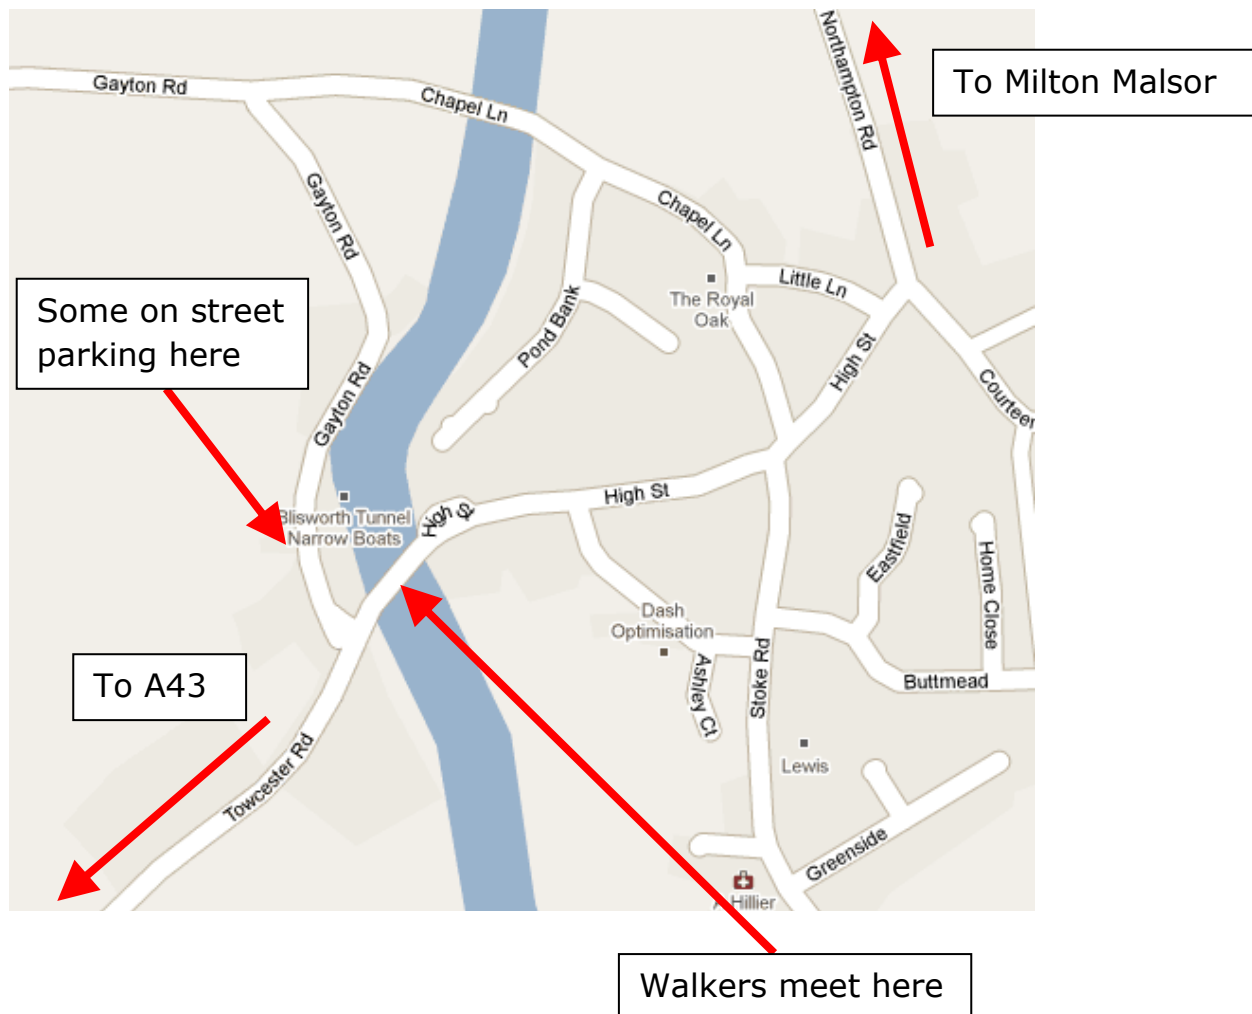 Northampton Rd
To Milton Malsor
Gayton Rd
Chapel Ln
Gayton Rd
Chapel Ln
Little Ln
The Royal
Oak
Some on street
parking here
Pond Bank
High St
Gayton Rd
Courteen
High St
Blisworth Tunnel
Narrow Boats
High St
Eastfield
Home Close
Dash
Optimisation
Ashley Ct
Stoke Rd
Buttmead
To A43
Towcester Rd
Lewis
Greenside
A Hillier
Walkers meet here